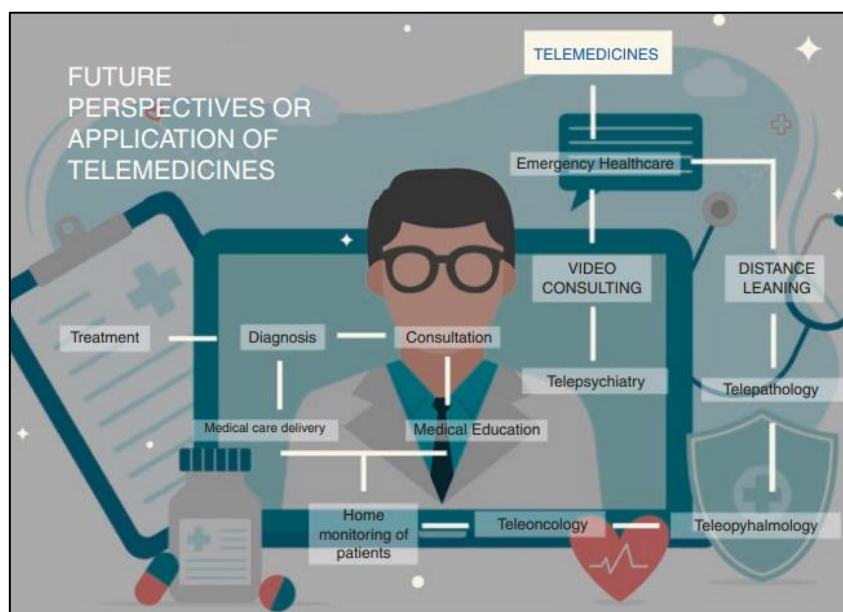 FUTURE
PERSPECTIVES OR
APPLICATION OF
TELEMEDICINES
TELEMEDICINES
Emergency Healthcare
VIDEO
CONSULTING
DISTANCE
LEANING
Treatment
Diagnosis
Consultation
Telepsychiatry
Telepathology
Medical care delivery
Medical Education
Home
monitoring of
patients
Teleoncology
Teleopyhalmology